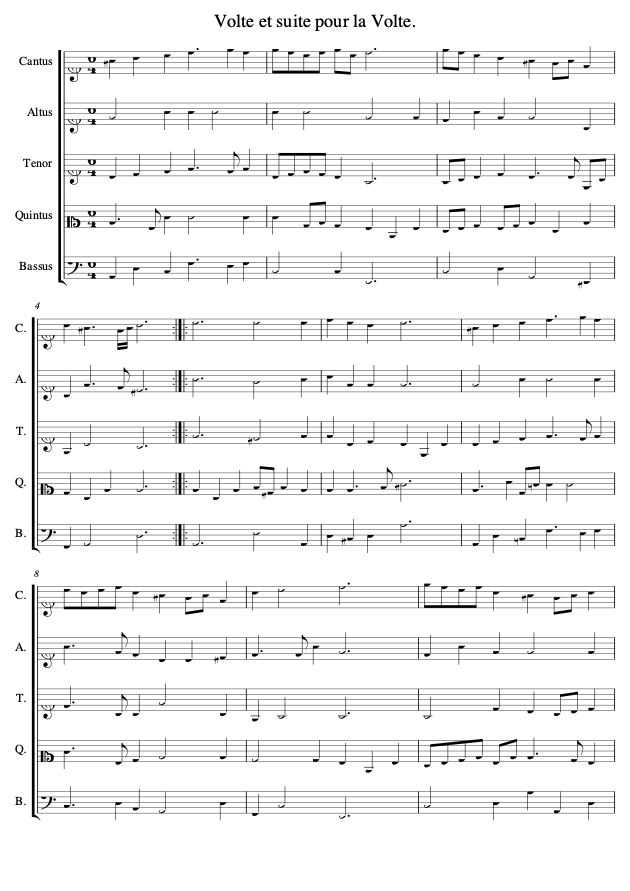 Volte et suite pour la Volte.
Cantus
Altus
Tenor
Quintus
Bassus
4
C.
A.
T.
Q.
B.
8
C.
A.
T.
Q.
B.